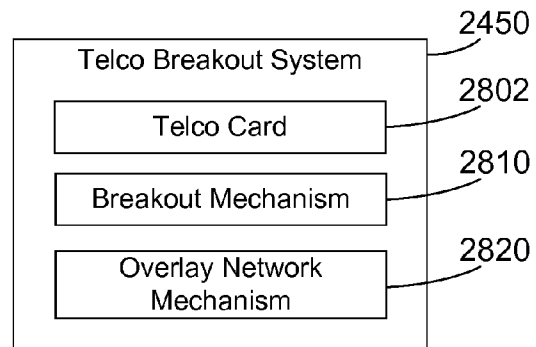 2450
Telco Breakout System
2802
Telco Card
2810
Breakout Mechanism
2820
Overlay Network
Mechanism